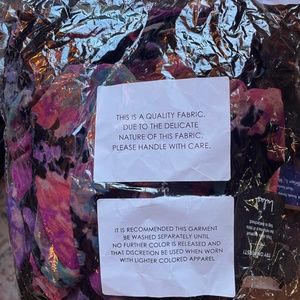 THIS IS A QUALITY FABRIC.
DUE TO THE DELICATE
NATURE OF THIS FABRIC,
PLEASE HANDLE WITH CARE.
IT IS RECOMMENDED THIS GARMENT
BE WASHED SEPARATELY UNTIL
NO FURTHER COLOR IS RELEASED AND
THAT DISCRETION BE USED WHEN WORN
WITH LIGHTER COLORED APPAREL